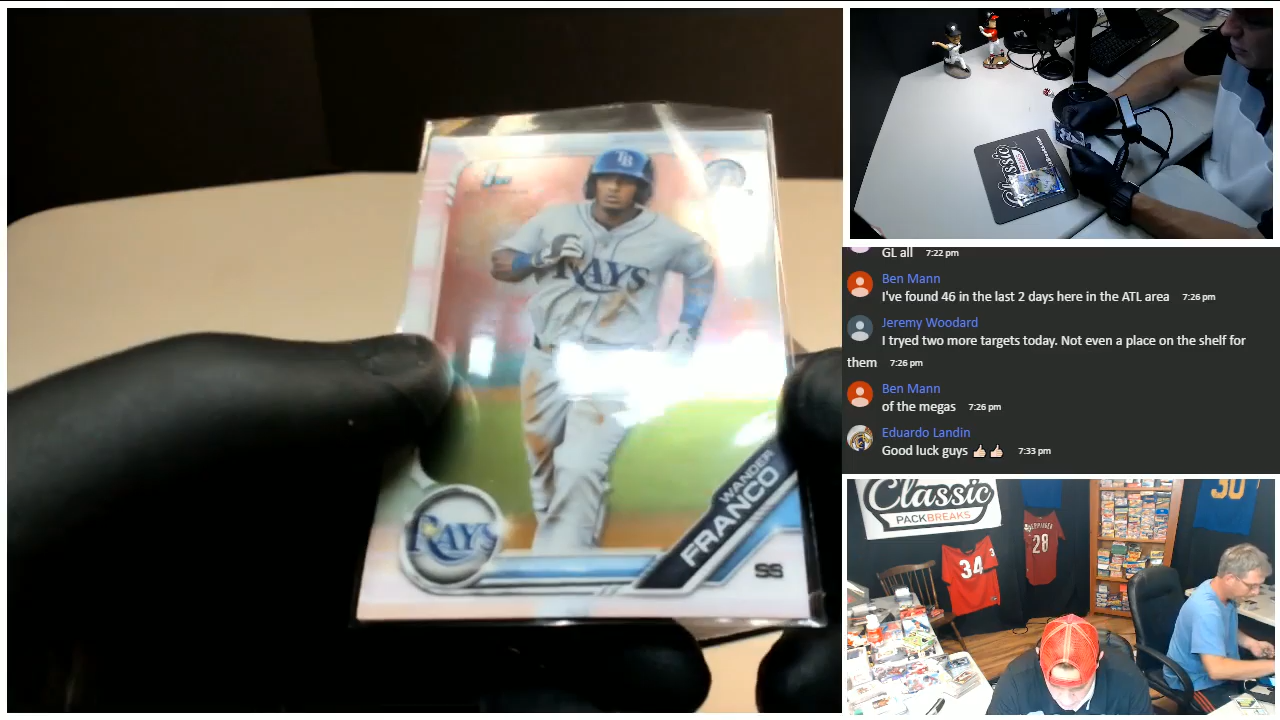 TB
1st
RAYS
RAYS
WANDER
FRANCO
SS
Classic
GL all 7:22 pm
Ben Mann
I've found 46 in the last 2 days here in the ATL area 7:26 pm
Jeremy Woodard
I tryed two more targets today. Not even a place on the shelf for
them 7:26 pm
Ben Mann
of the megas 7:26 pm
Eduardo Landin
Good luck guys 👍🏻 👍🏻 7:33 pm
Classic
PACKBREAKS
34
28
30